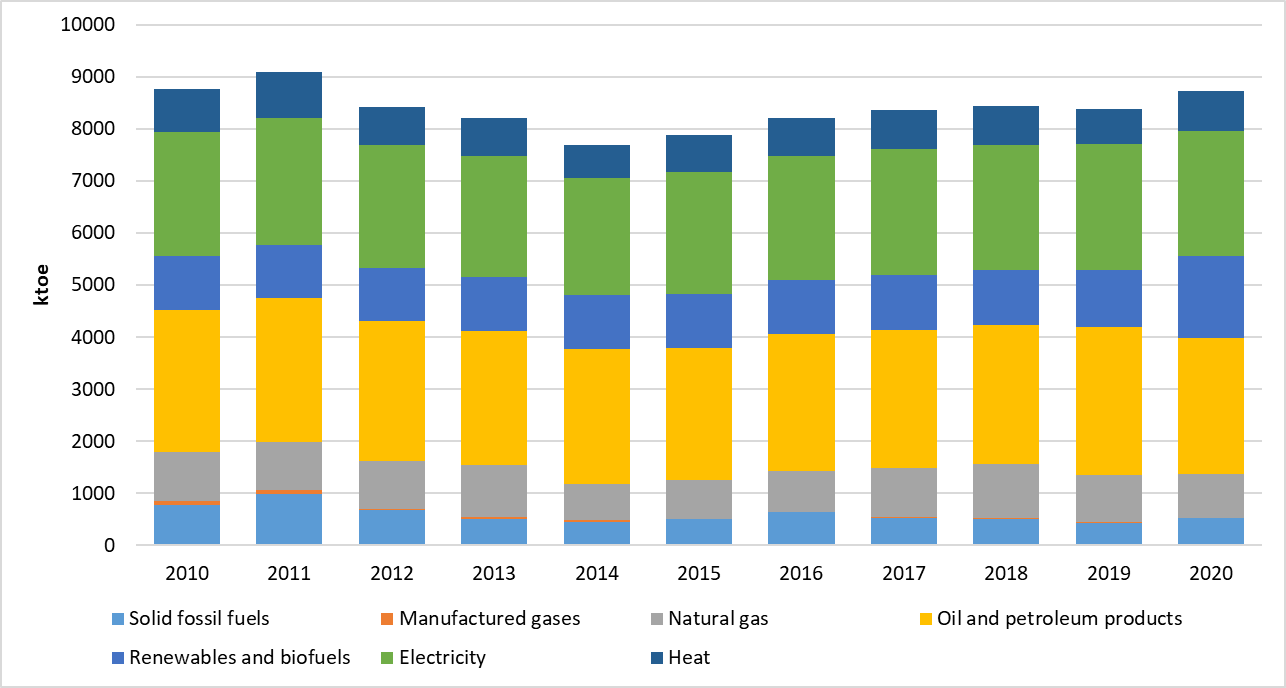 10000
9000
8000
7000
6000
5000
4000
3000
2000
1000
0
ktoe
2010 2011 2012 2013 2014 2015 2016 2017 2018 2019 2020
Solid fossil fuels Manufactured gases Natural gas Oil and petroleum products
Renewables and biofuels Electricity Heat